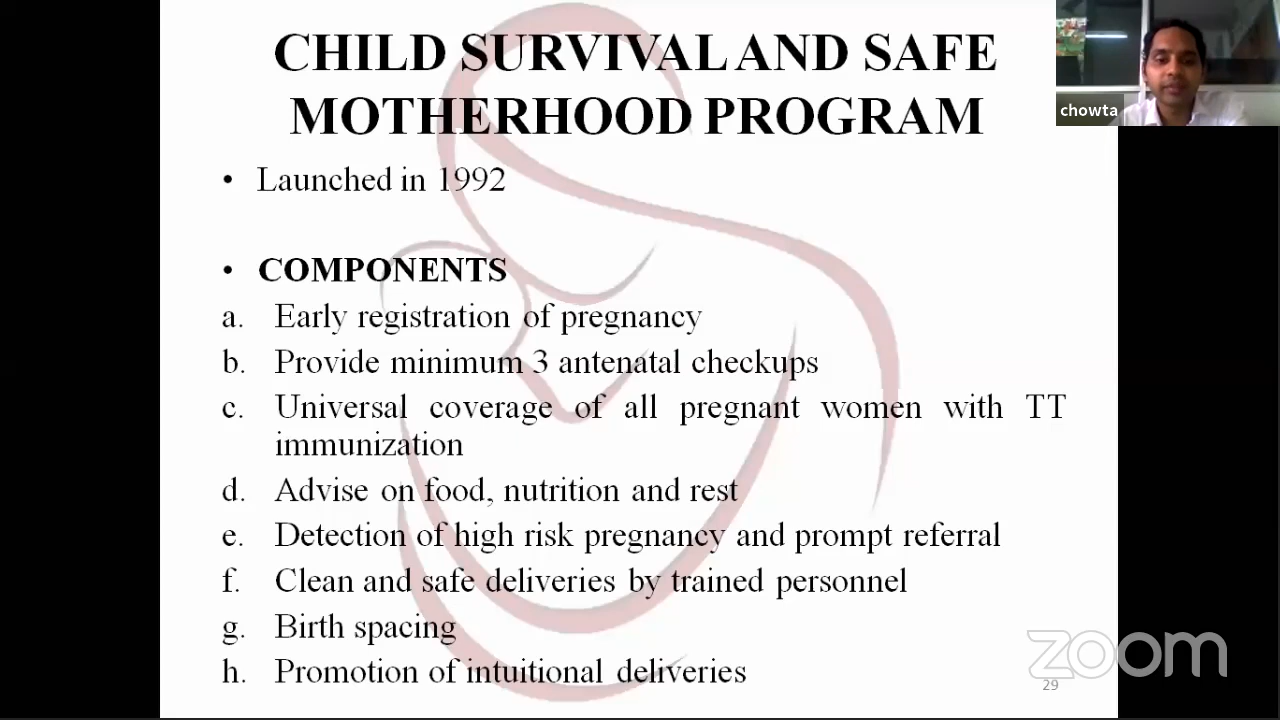 CHILD SURVIVAL AND SAFE
MOTHERHOOD PROGRAM
chowta
• Launched in 1992
• COMPONENTS
a. Early registration of pregnancy
b. Provide minimum 3 antenatal checkups
c. Universal coverage of all pregnant women with TT
immunization
d. Advise on food, nutrition and rest
e. Detection of high risk pregnancy and prompt referral
f. Clean and safe deliveries by trained personnel
g. Birth spacing
h. Promotion of intuitional deliveries
zoom
29